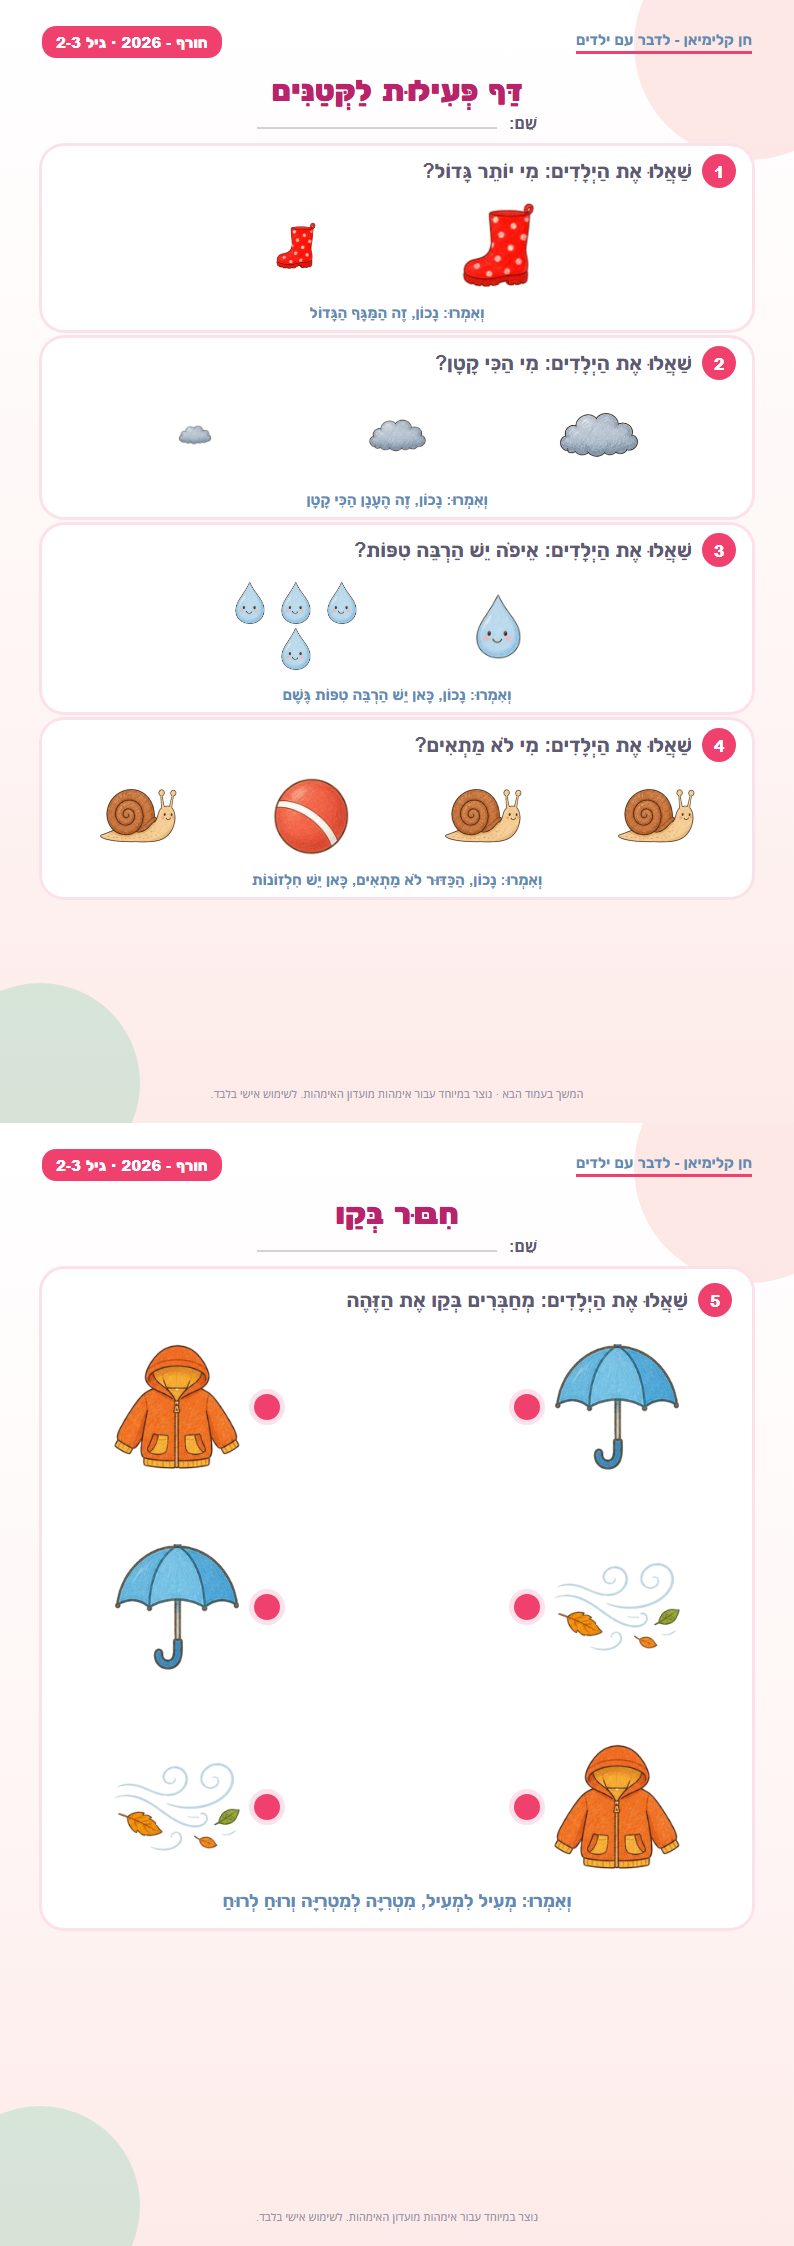 חן קלימיאן - לדבר עם ילדים
חורף - 2026 · גיל 2-3
דַּף פְּעִילוּת לַקְּטַנִּים
שֵׁם:
1 שַׁאֲלוּ אֶת הַיְלָדִים: מִי יוֹתֵר גָּדוֹל?
וְאִמְרוּ: נָכוֹן, זֶה הַמַּגָּף הַגָּדוֹל
2 שַׁאֲלוּ אֶת הַיְלָדִים: מִי הַכִּי קָטָן?
וְאִמְרוּ: נָכוֹן, זֶה הֶעָנָן הַכִּי קָטָן
3 שַׁאֲלוּ אֶת הַיְלָדִים: אֵיפֹה יֵשׁ הַרְבֵּה טִפּוֹת?
וְאִמְרוּ: נָכוֹן, כָּאן יֵשׁ הַרְבֵּה טִפּוֹת גֶּשֶׁם
4 שַׁאֲלוּ אֶת הַיְלָדִים: מִי לֹא מַתְאִים?
וְאִמְרוּ: נָכוֹן, הַכַּדּוּר לֹא מַתְאִים, כָּאן יֵשׁ חִלְּזוֹנוֹת
המשך בעמוד הבא · נוצר במיוחד עבור אימהות מועדון האימהות. לשימוש אישי בלבד.
חן קלימיאן - לדבר עם ילדים
חורף - 2026 · גיל 2-3
חִבּוּר בְּקַו
שֵׁם:
5 שַׁאֲלוּ אֶת הַיְלָדִים: מְחַבְּרִים בְּקַו אֶת הַזֶּהֶה
וְאִמְרוּ: מְעִיל לִמְעִיל, מִטְרִיָּה לְמִטְרִיָּה וְרוּחַ לְרוּחַ
נוצר במיוחד עבור אימהות מועדון האימהות. לשימוש אישי בלבד.